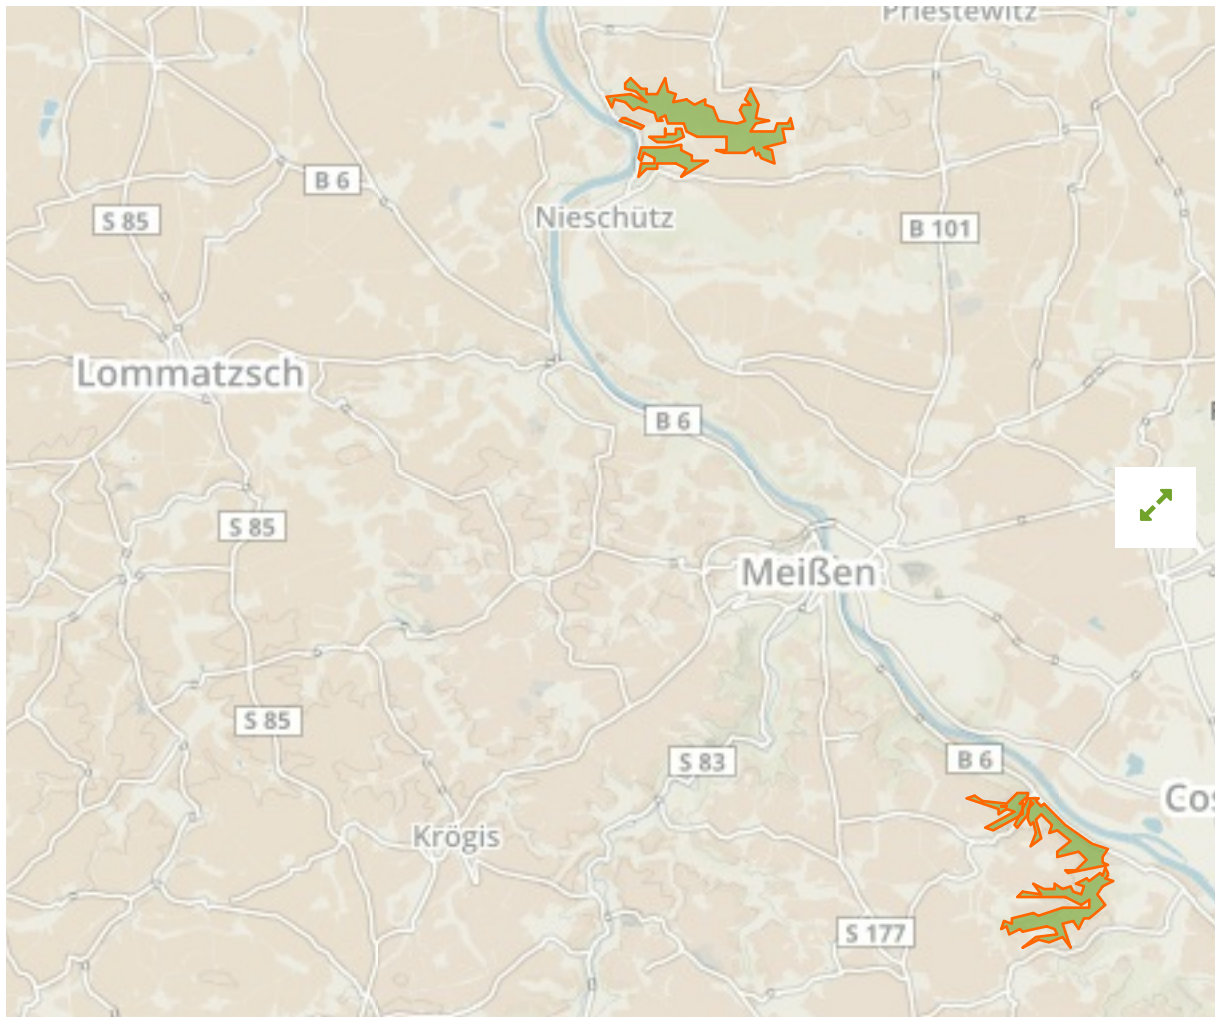 Priestewitz
B 6
S 85
Nieschütz
B 101
Lommatzsch
B 6
S 85
Meißen
S 85
S 83
B 6
Cos
Krögis
S 177